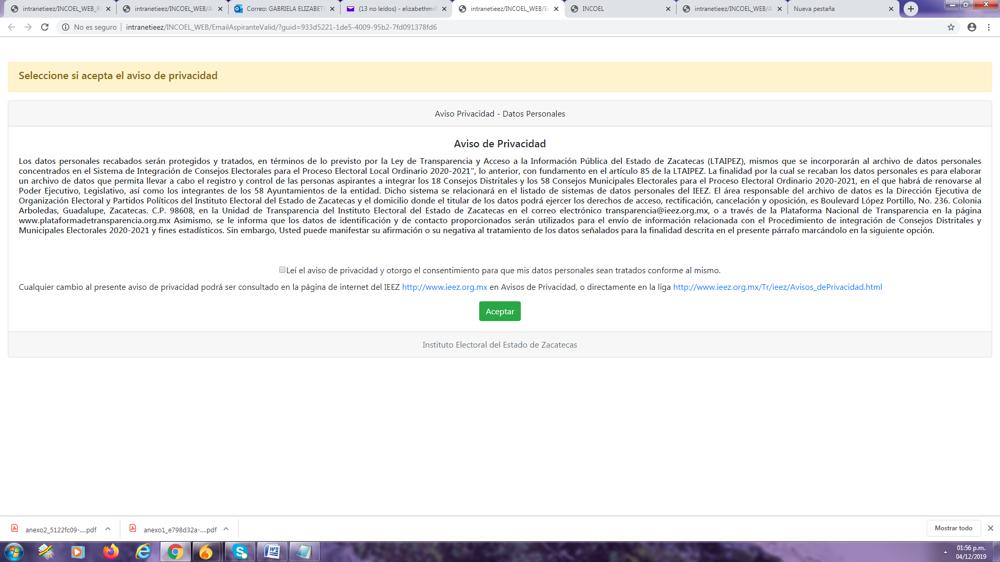 intranetieez/INCOEL_WEB_R
intranetieez/INCOEL_WEB/A
Correo: GABRIELA ELIZABET
(13 no leídos) - elizabethmr8
intranetieez/INCOEL_WEB/E
INCOEL
intranetieez/INCOEL_WEB/A
Nueva pestaña
No es seguro
intranetieez/INCOEL_WEB/EmailAspiranteValid/?guid=933d5221-1de5-4009-95b2-7fd091378fd6
Seleccione si acepta el aviso de privacidad
Aviso Privacidad - Datos Personales
Aviso de Privacidad
Los datos personales recabados serán protegidos y tratados, en términos de lo previsto por la Ley de Transparencia y Acceso a la Información Pública del Estado de Zacatecas (LTAIPEZ), mismos que se incorporarán al archivo de datos personales
concentrados en el Sistema de Integración de Consejos Electorales para el Proceso Electoral Local Ordinario 2020-2021", lo anterior, con fundamento en el artículo 85 de la LTAIPEZ. La finalidad por la cual se recaban los datos personales es para elaborar
un archivo de datos que permita llevar a cabo el registro y control de las personas aspirantes a integrar los 18 Consejos Distritales y los 58 Consejos Municipales Electorales para el Proceso Electoral Ordinario 2020-2021, en el que habrá de renovarse al
Poder Ejecutivo, Legislativo, así como los integrantes de los 58 Ayuntamientos de la entidad. Dicho sistema se relacionará en el listado de sistemas de datos personales del IEEZ. El área responsable del archivo de datos es la Dirección Ejecutiva de
Organización Electoral y Partidos Políticos del Instituto Electoral del Estado de Zacatecas y el domicilio donde el titular de los datos podrá ejercer los derechos de acceso, rectificación, cancelación y oposición, es Boulevard López Portillo, No. 236. Colonia
Arboledas, Guadalupe, Zacatecas. C.P. 98608, en la Unidad de Transparencia del Instituto Electoral del Estado de Zacatecas en el correo electrónico transparencia@ieez.org.mx, o a través de la Plataforma Nacional de Transparencia en la página
www.plataformadetransparencia.org.mx Asimismo, se le informa que los datos de identificación y de contacto proporcionados serán utilizados para el envío de información relacionada con el Procedimiento de integración de Consejos Distritales y
Municipales Electorales 2020-2021 y fines estadísticos. Sin embargo, Usted puede manifestar su afirmación o su negativa al tratamiento de los datos señalados para la finalidad descrita en el presente párrafo marcándolo en la siguiente opción.
Leí el aviso de privacidad y otorgo el consentimiento para que mis datos personales sean tratados conforme al mismo.
Cualquier cambio al presente aviso de privacidad podrá ser consultado en la página de internet del IEEZ http://www.ieez.org.mx en Avisos de Privacidad, o directamente en la liga http://www.ieez.org.mx/Tr/ieez/Avisos_dePrivacidad.html
Aceptar
Instituto Electoral del Estado de Zacatecas
anexo2_5122fc09-....pdf
anexo1_e798d32a-....pdf
Mostrar todo
01:56 p.m.
04/12/2019